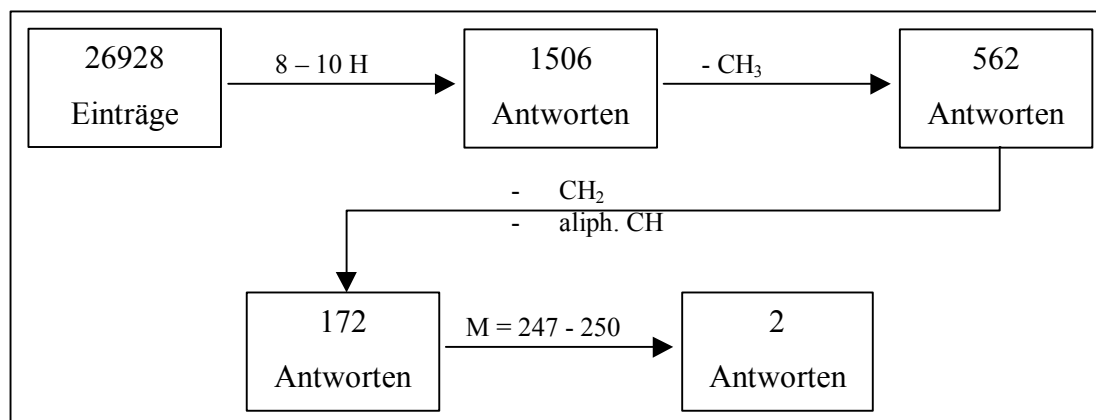 26928
Einträge
8 – 10 H
1506
Antworten
- CH₃
562
Antworten
- CH₂
- aliph. CH
172
Antworten
M = 247 - 250
2
Antworten